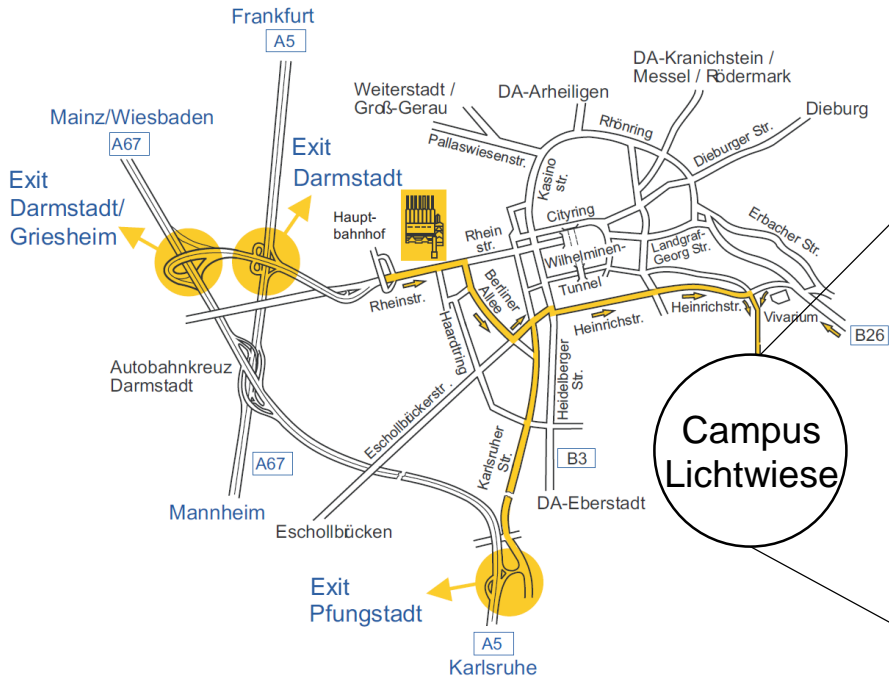 Frankfurt
A5
Mainz/Wiesbaden
A67
Exit
Darmstadt/
Griesheim
Exit
Darmstadt
Weiterstadt /
Groß-Gerau
Pallaswiesenstr.
DA-Arheiligen
DA-Kranichstein /
Messel / Rödermark
Dieburg
Rhönring
Dieburger Str.
Kasino
str.
Haupt-
bahnhof
Rhein
str.
Cityring
Wilhelminen-
Tunnel
Landgraf-
Georg Str.
Erbacher Str.
Rheinstr.
Berliner
Allee
Haardtring
Heinrichstr.
Heinrichstr.
Vivarium
B26
Autobahnkreuz
Darmstadt
A67
Mannheim
Eschollbrückerstr.
Eschollbrücken
Heidelberger
Str.
Karlsruher
Str.
B3
DA-Eberstadt
Campus
Lichtwiese
Exit
Pfungstadt
A5
Karlsruhe